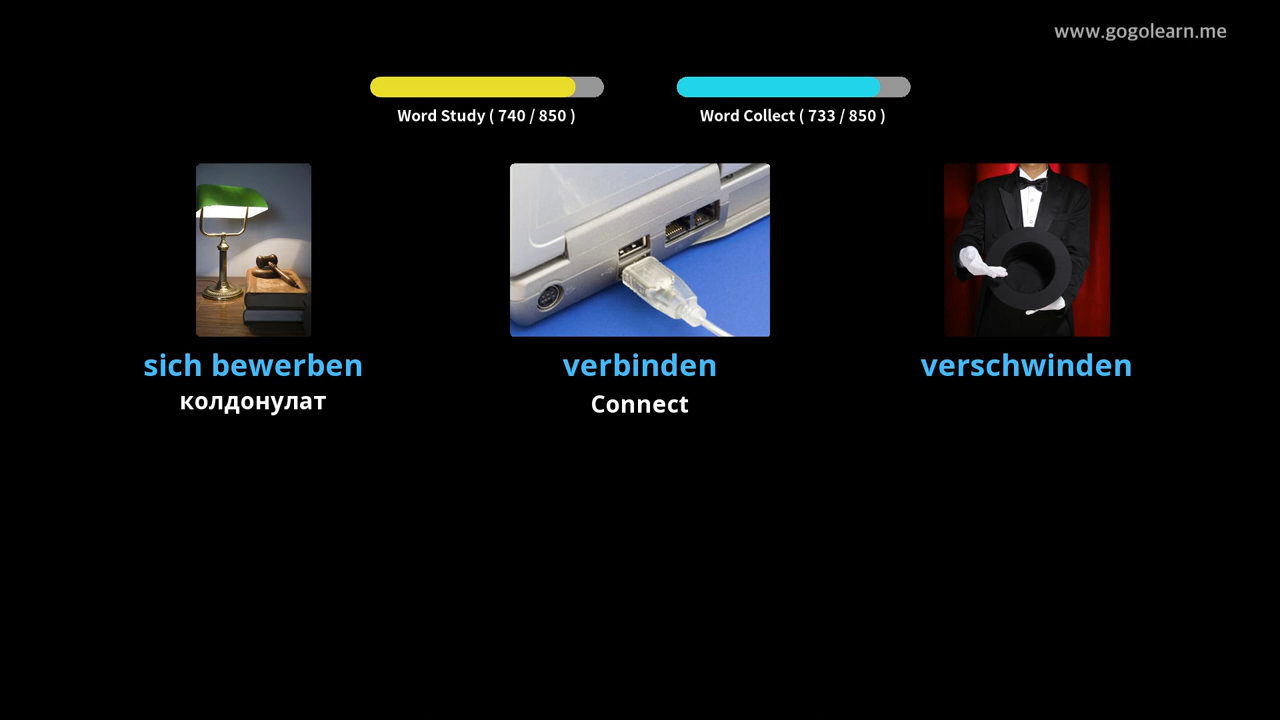 www.gogolearn.me
Word Study ( 740 / 850 )
Word Collect ( 733 / 850 )
sich bewerben
колдонулат
verbinden
Connect
verschwinden